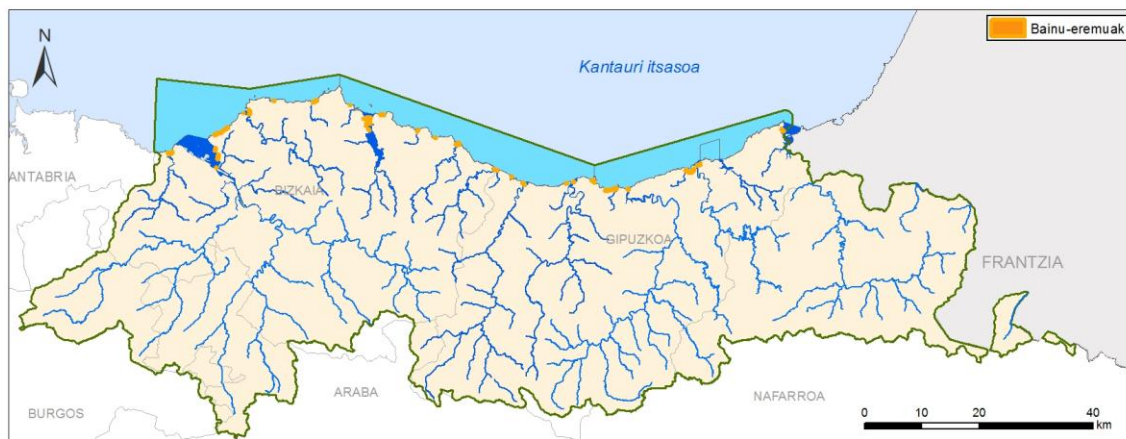 N
Bainu-eremuak
Kantauri itsasoa
ANTABRIA
BIZKAIA
GIPUZKOA
FRANTZIA
ARABA
NAFARROA
BURGOS
0 10 20 40
km